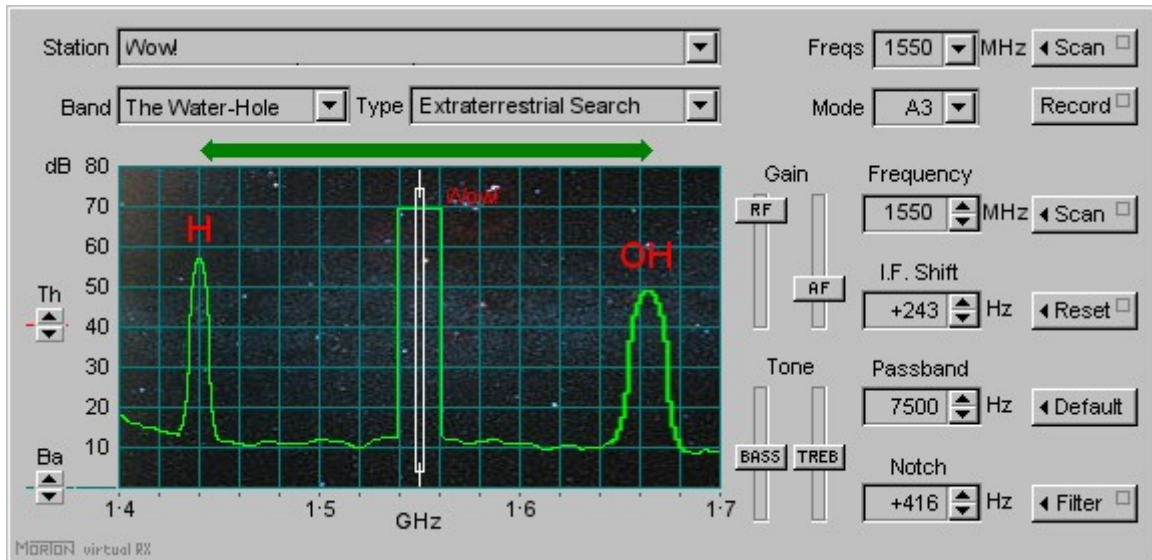 Station Wow! Freqs 1550 MHz Scan
Band The Water-Hole Type Extraterrestrial Search Mode A3 Record
dB 80
70 Wow!
H
60
OH
50
40
30
20
10
Th
Ba
1·4 1·5 1·6 1·7
GHz
Gain
RF
AF
Tone
BASS TREB
Frequency
1550 MHz Scan
I.F. Shift
+243 Hz Reset
Passband
7500 Hz Default
Notch
+416 Hz Filter
MORTON virtual RX